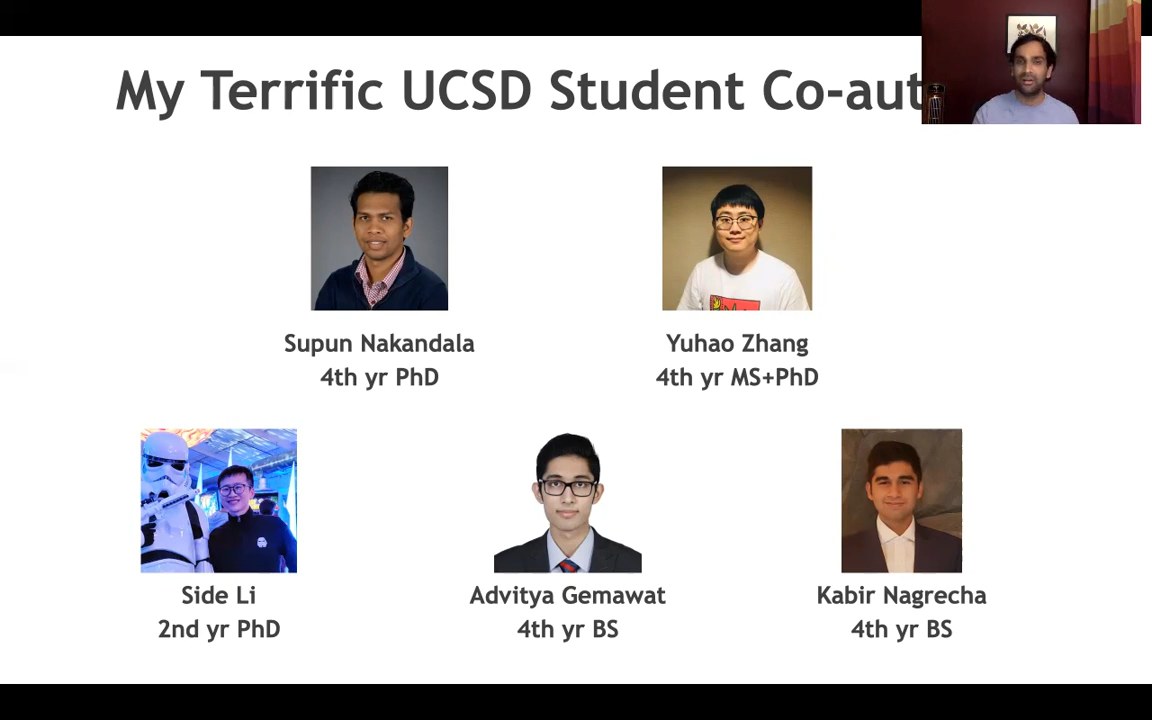 My Terrific UCSD Student Co-aut
Supun Nakandala
4th yr PhD
Yuhao Zhang
4th yr MS+PhD
Side Li
2nd yr PhD
Advitya Gemawat
4th yr BS
Kabir Nagrecha
4th yr BS